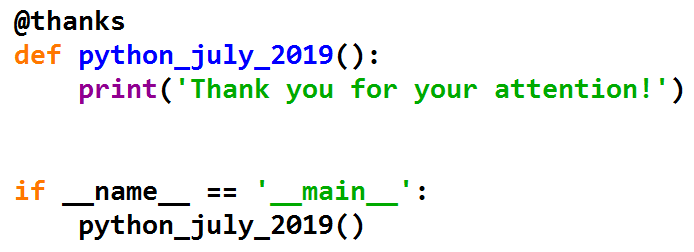 @thanks
def python_july_2019():
    print('Thank you for your attention!')
if __name__ == '__main__':
    python_july_2019()